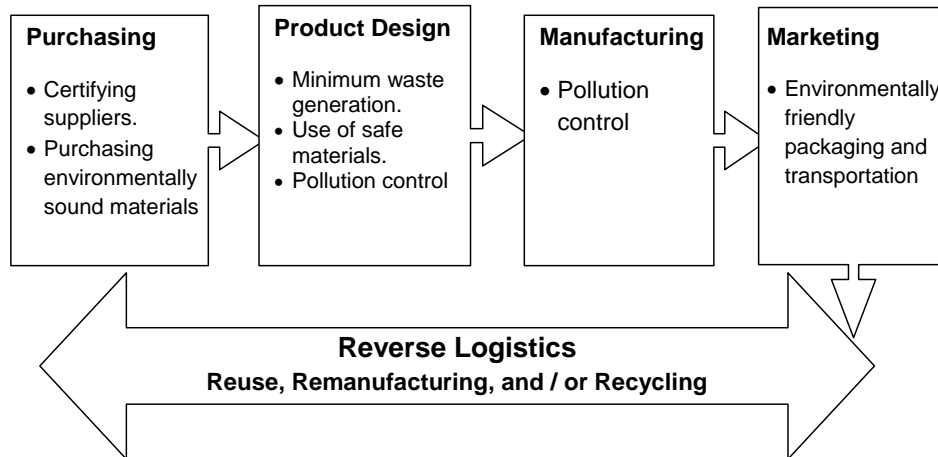 Purchasing
• Certifying
suppliers.
• Purchasing
environmentally
sound materials
Product Design
• Minimum waste
generation.
• Use of safe
materials.
• Pollution control
Manufacturing
• Pollution
control
Marketing
• Environmentally
friendly
packaging and
transportation
Reverse Logistics
Reuse, Remanufacturing, and / or Recycling